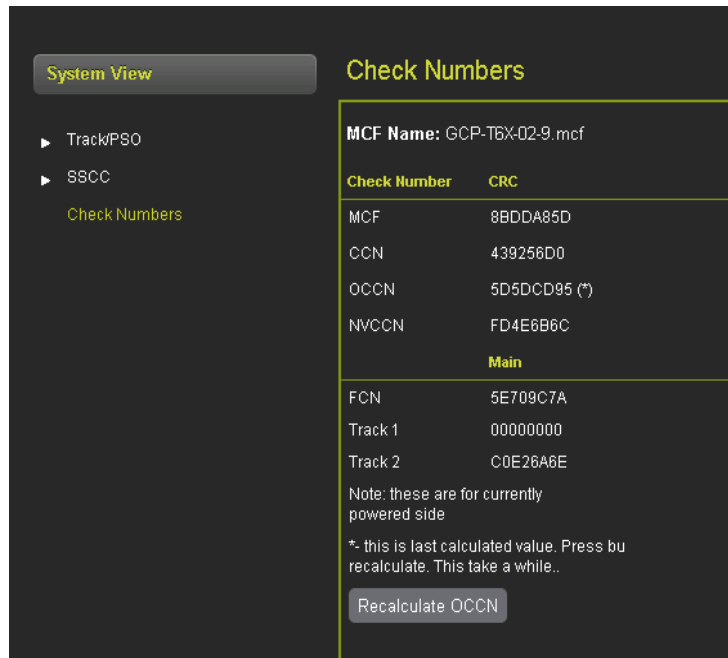 System View
Check Numbers
Track/PSO
SSCC
Check Numbers
MCF Name: GCP-T6X-02-9.mcf
Check Number CRC
MCF 8BDDA85D
CCN 439256D0
OCCN 5D5DCD95 (*)
NVCCN FD4E6B6C
Main
FCN 5E709C7A
Track 1 00000000
Track 2 C0E26A6E
Note: these are for currently
powered side
*- this is last calculated value. Press bu
recalculate. This take a while..
Recalculate OCCN